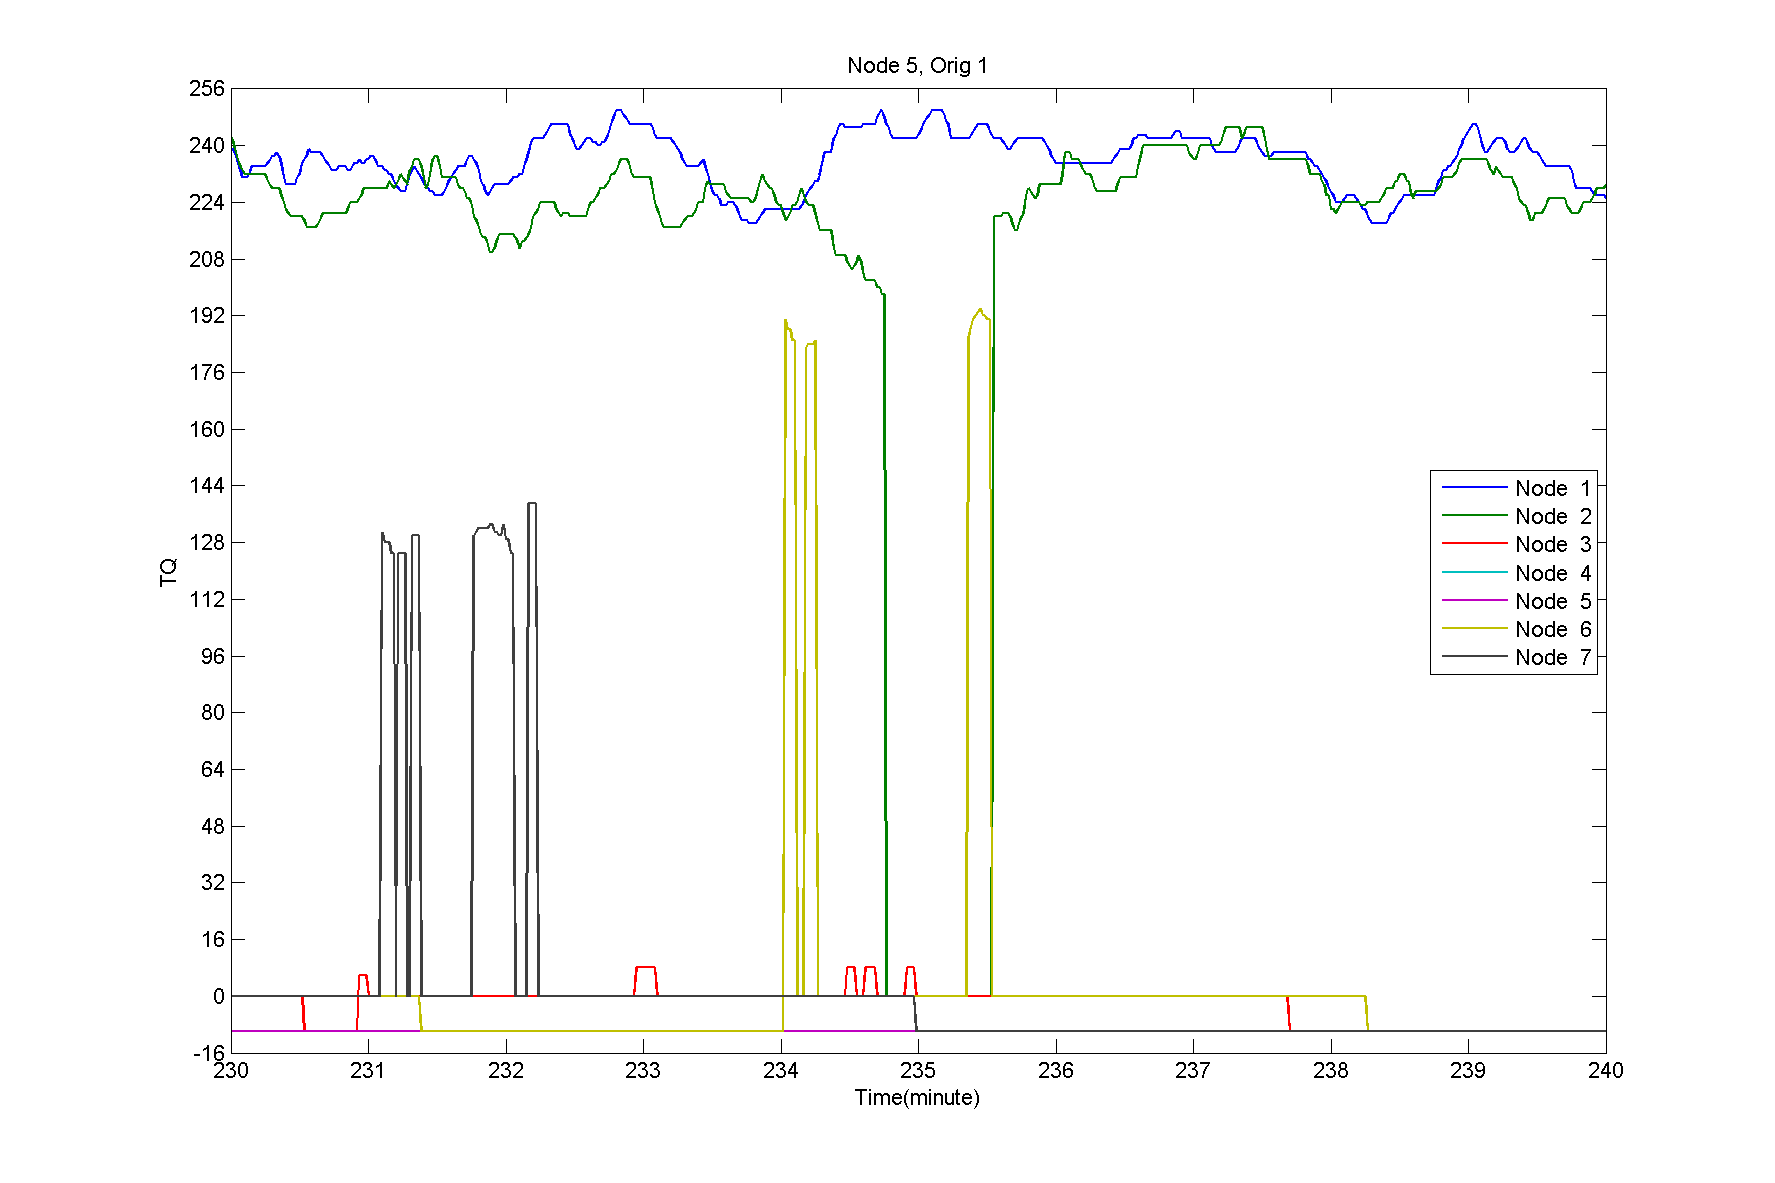 Node 5, Orig 1
256
240
224
208
192
176
160
144
128
112
96
80
64
48
32
16
0
-16
TQ
230 231 232 233 234 235 236 237 238 239 240
Time(minute)
Node 1
Node 2
Node 3
Node 4
Node 5
Node 6
Node 7